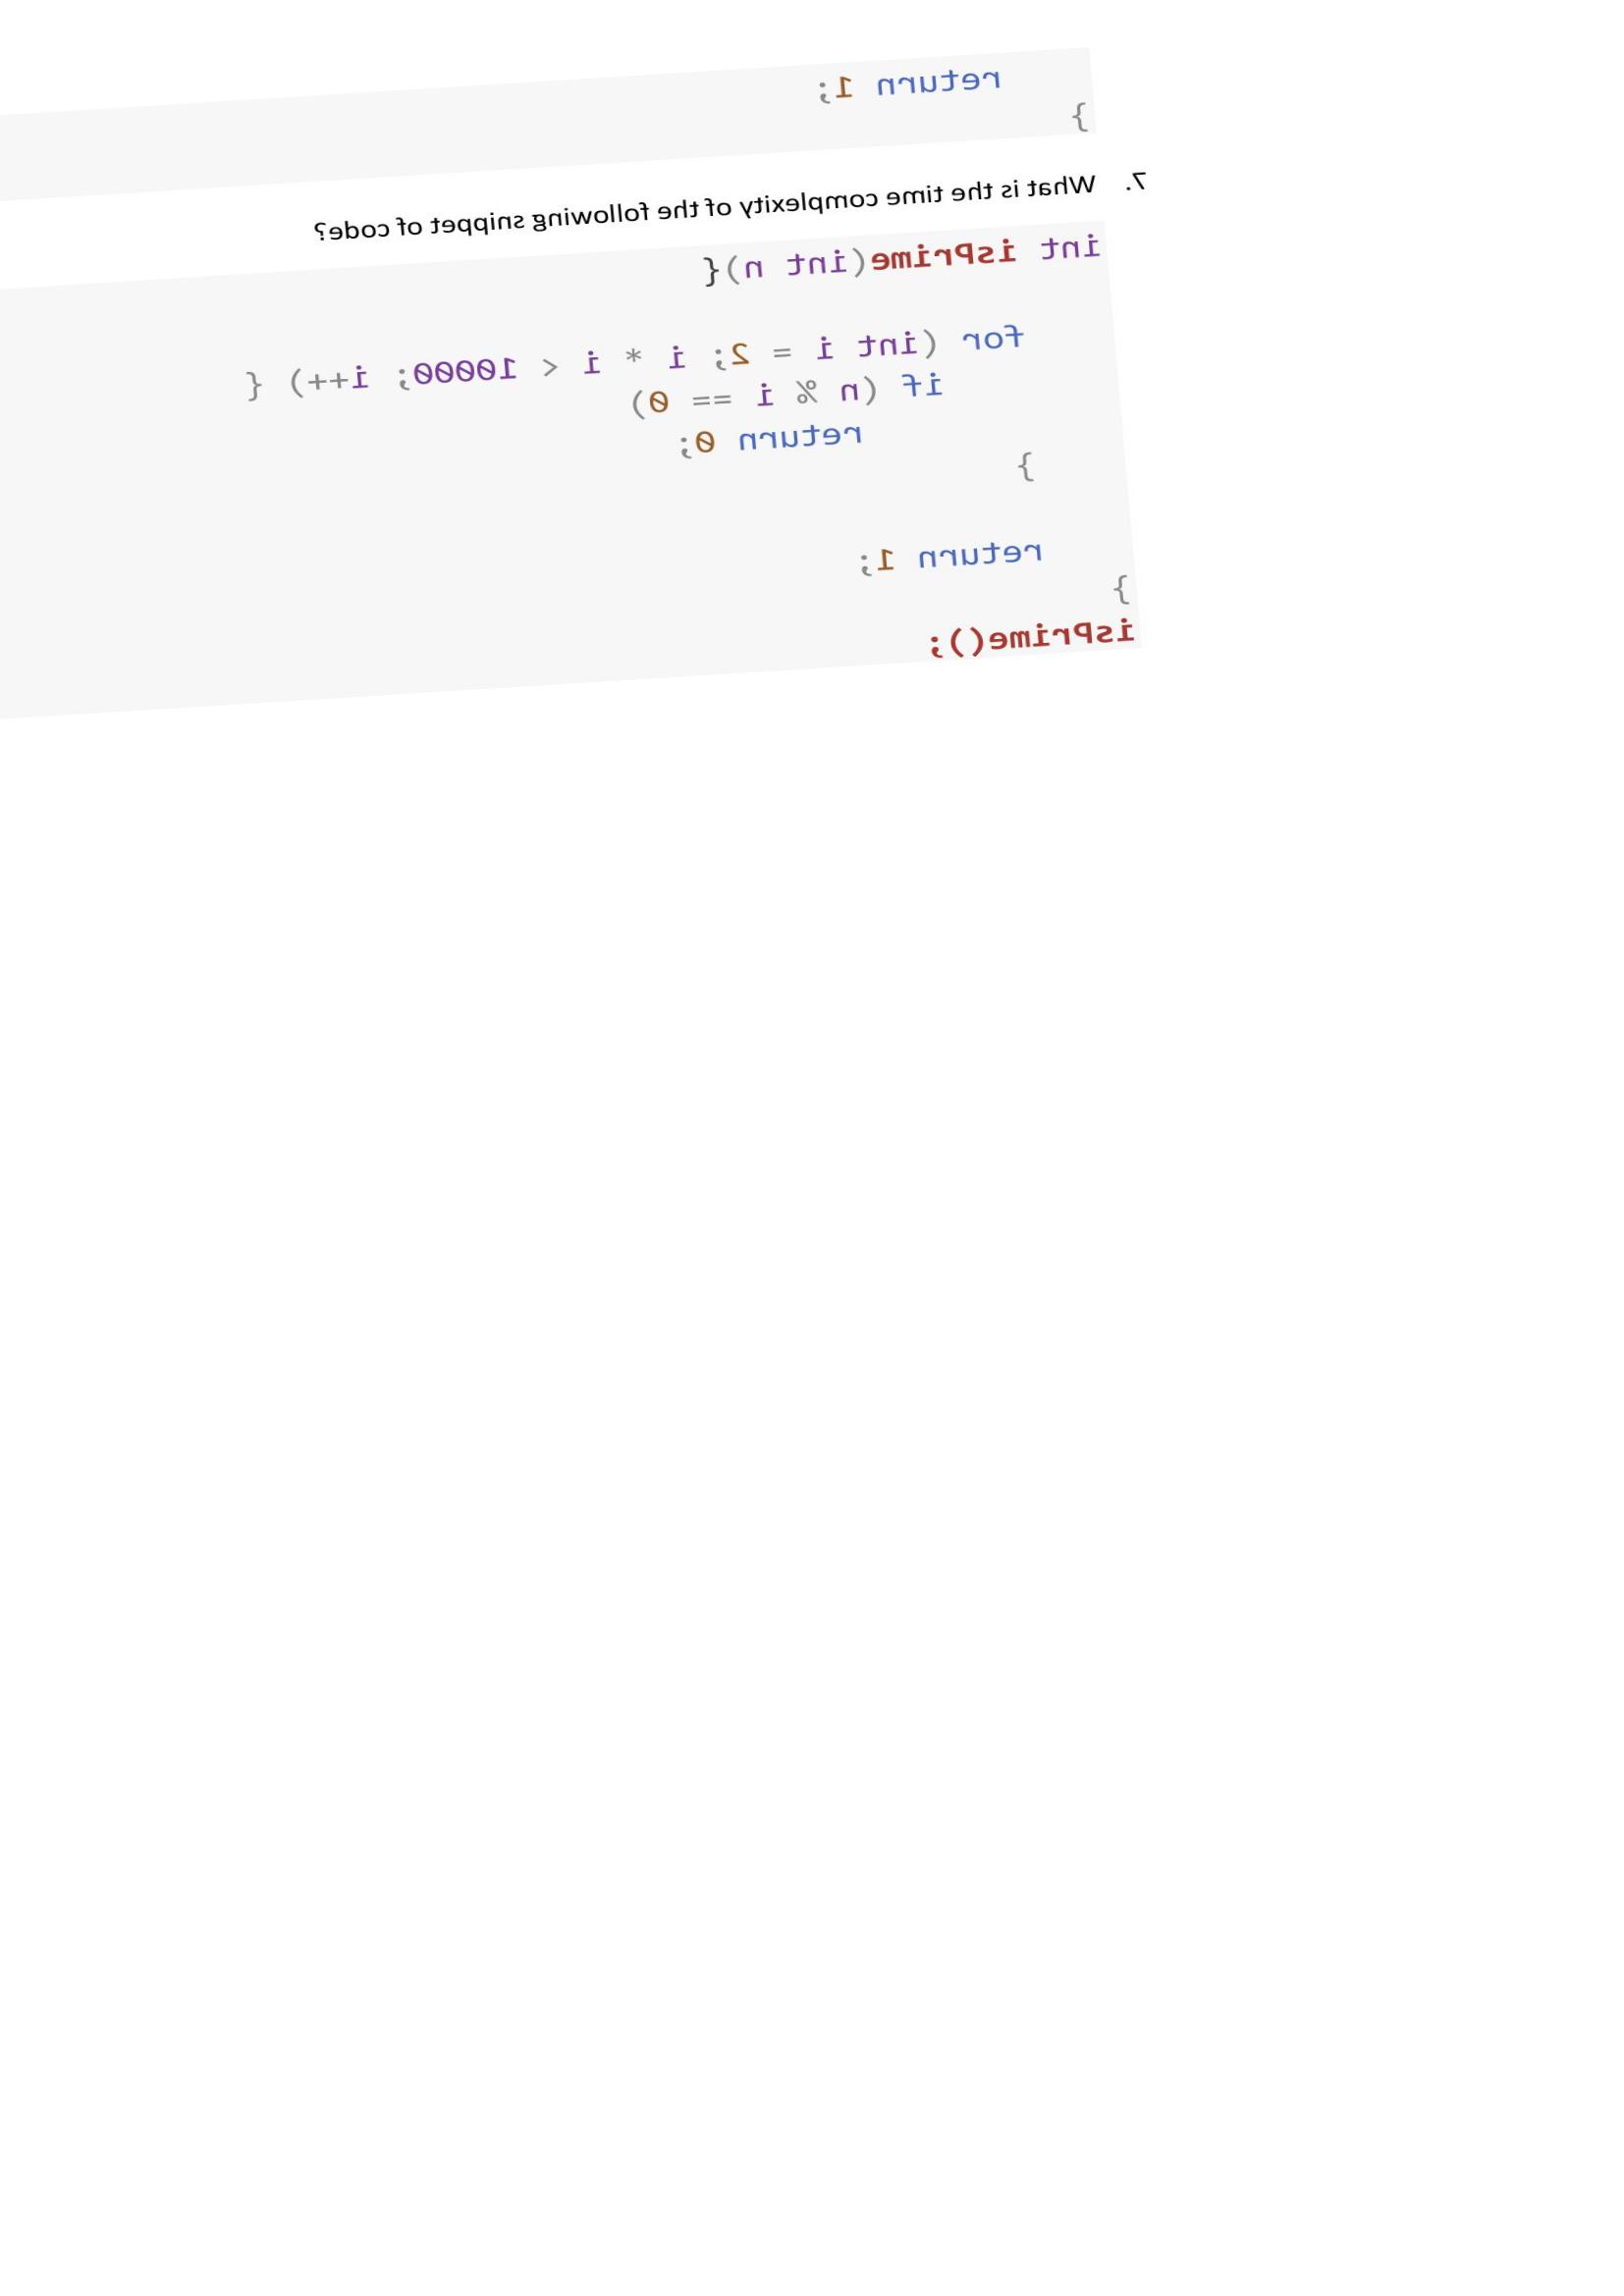 return 1;
}
7. What is the time complexity of the following snippet of code?
int isPrime(int n){
for (int i = 2; i * i < 10000; i++) {
if (n % i == 0)
return 0;
}
return 1;
}
isPrime();